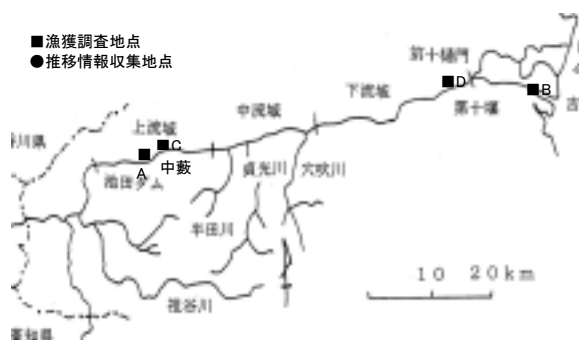 ■漁獲調査地点
●推移情報収集地点
第十樋門
D
B
下流域
第十堰
中流域
上流域
C
A
中藪
池田ダム
貞光川
穴吹川
半田川
祖谷川
10 20km